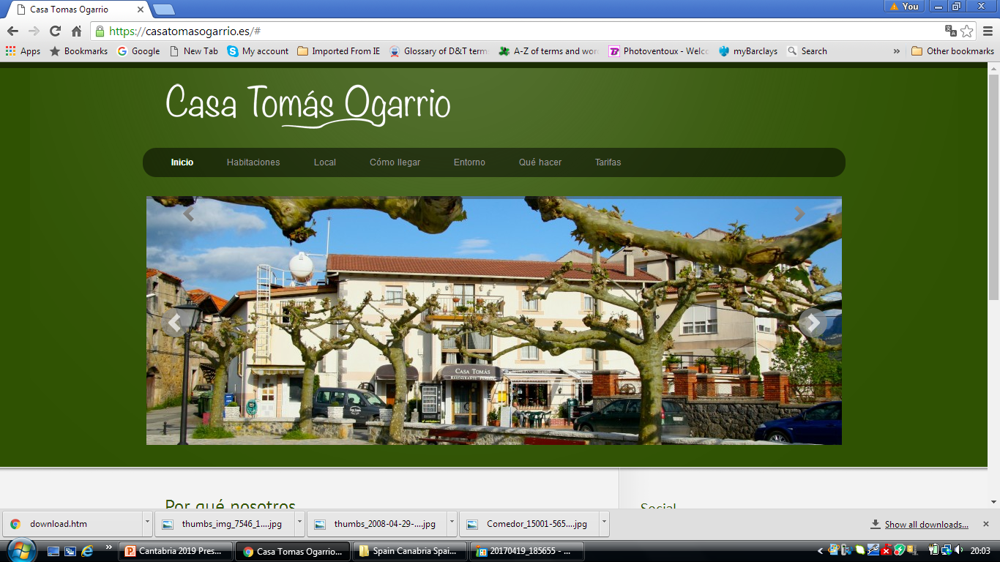 Casa Tomas Ogarrio
You
https://casatomasogarrio.es/#
Apps Bookmarks Google New Tab My account Imported From IE Glossary of D&T term A-Z of terms and wor Photoventoux - Welc myBarclays Search » Other bookmarks
Casa Tomás Ogarrio
Inicio Habitaciones Local Cómo llegar Entorno Qué hacer Tarifas
CASA TOMÁS
Por qué nosotros
Social
download.htm thumbs_img_7546_1....jpg thumbs_2008-04-29-....jpg Comedor_15001-565....jpg Show all downloads...
Cantabria 2019 Pres... Casa Tomas Ogarrio... Spain Canabria Spai... 20170419_185655 - ... 20:03